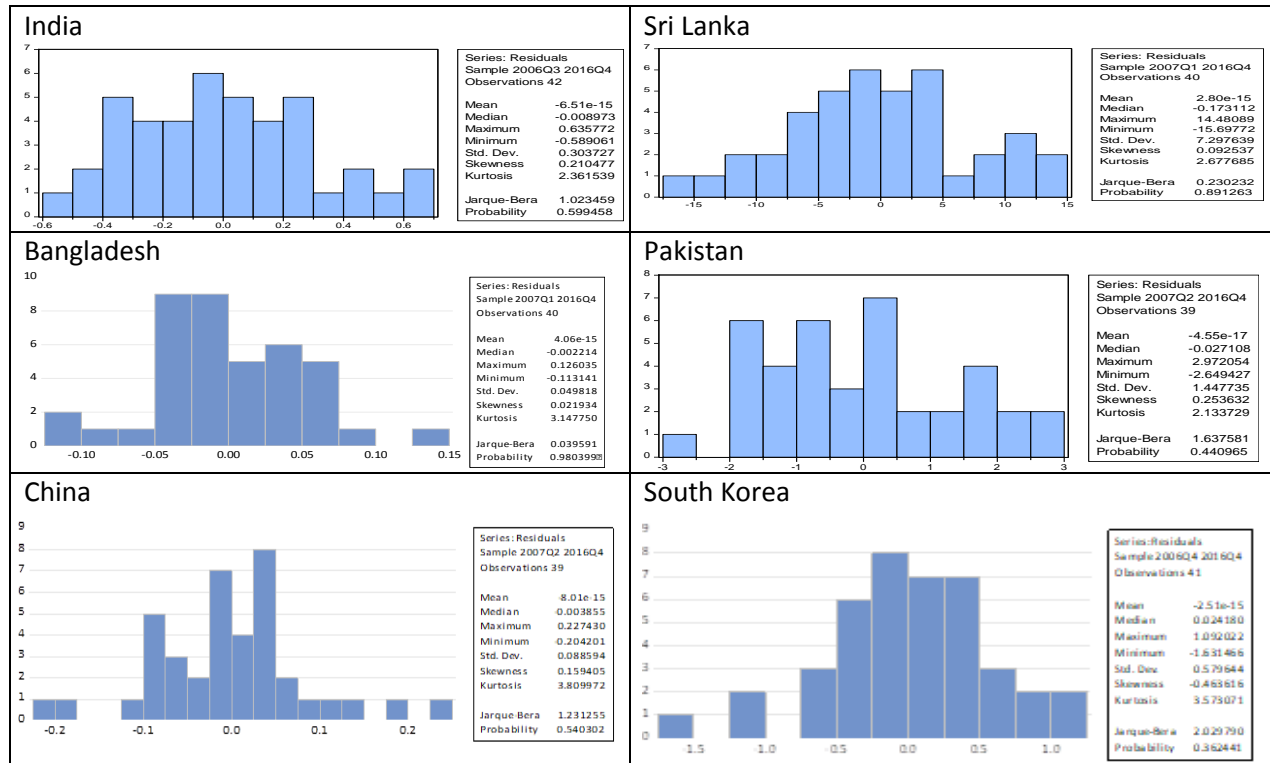 India
7
6
5
4
3
2
1
0
-0.6 -0.4 -0.2 0.0 0.2 0.4 0.6
Series: Residuals
Sample 2006Q3 2016Q4
Observations 42
Mean -6.51e-15
Median -0.008973
Maximum 0.635772
Minimum -0.589061
Std. Dev. 0.303727
Skewness 0.210477
Kurtosis 2.361539
Jarque-Bera 1.023459
Probability 0.599458
Sri Lanka
7
6
5
4
3
2
1
0
-15 -10 -5 0 5 10 15
Series: Residuals
Sample 2007Q1 2016Q4
Observations 40
Mean 2.80e-15
Median -0.173112
Maximum 14.48089
Minimum -15.69772
Std. Dev. 7.297639
Skewness 0.092537
Kurtosis 2.677685
Jarque-Bera 0.230232
Probability 0.891263
Bangladesh
10
8
6
4
2
0
-0.10 -0.05 0.00 0.05 0.10 0.15
Series: Residuals
Sample 2007Q1 2016Q4
Observations 40
Mean 4.06e-15
Median -0.002214
Maximum 0.126035
Minimum -0.113141
Std. Dev. 0.049818
Skewness 0.021934
Kurtosis 3.147750
Jarque-Bera 0.039591
Probability 0.980399
Pakistan
8
7
6
5
4
3
2
1
0
-3 -2 -1 0 1 2 3
Series: Residuals
Sample 2007Q2 2016Q4
Observations 39
Mean -4.55e-17
Median -0.027108
Maximum 2.972054
Minimum -2.649427
Std. Dev. 1.447735
Skewness 0.253632
Kurtosis 2.133729
Jarque-Bera 1.637581
Probability 0.440965
China
9
8
7
6
5
4
3
2
1
0
-0.2 -0.1 0.0 0.1 0.2
Series: Residuals
Sample 2007Q2 2016Q4
Observations 39
Mean -8.01e-15
Median -0.003855
Maximum 0.227430
Minimum -0.204201
Std. Dev. 0.088594
Skewness 0.159405
Kurtosis 3.809972
Jarque-Bera 1.231255
Probability 0.540302
South Korea
9
8
7
6
5
4
3
2
1
0
-1.5 -1.0 -0.5 0.0 0.5 1.0
Series: Residuals
Sample 2006Q4 2016Q4
Observations 41
Mean -2.51e-15
Median 0.024180
Maximum 1.092022
Minimum -1.631466
Std. Dev. 0.579644
Skewness -0.463616
Kurtosis 3.573071
Jarque-Bera 2.029790
Probability 0.362441